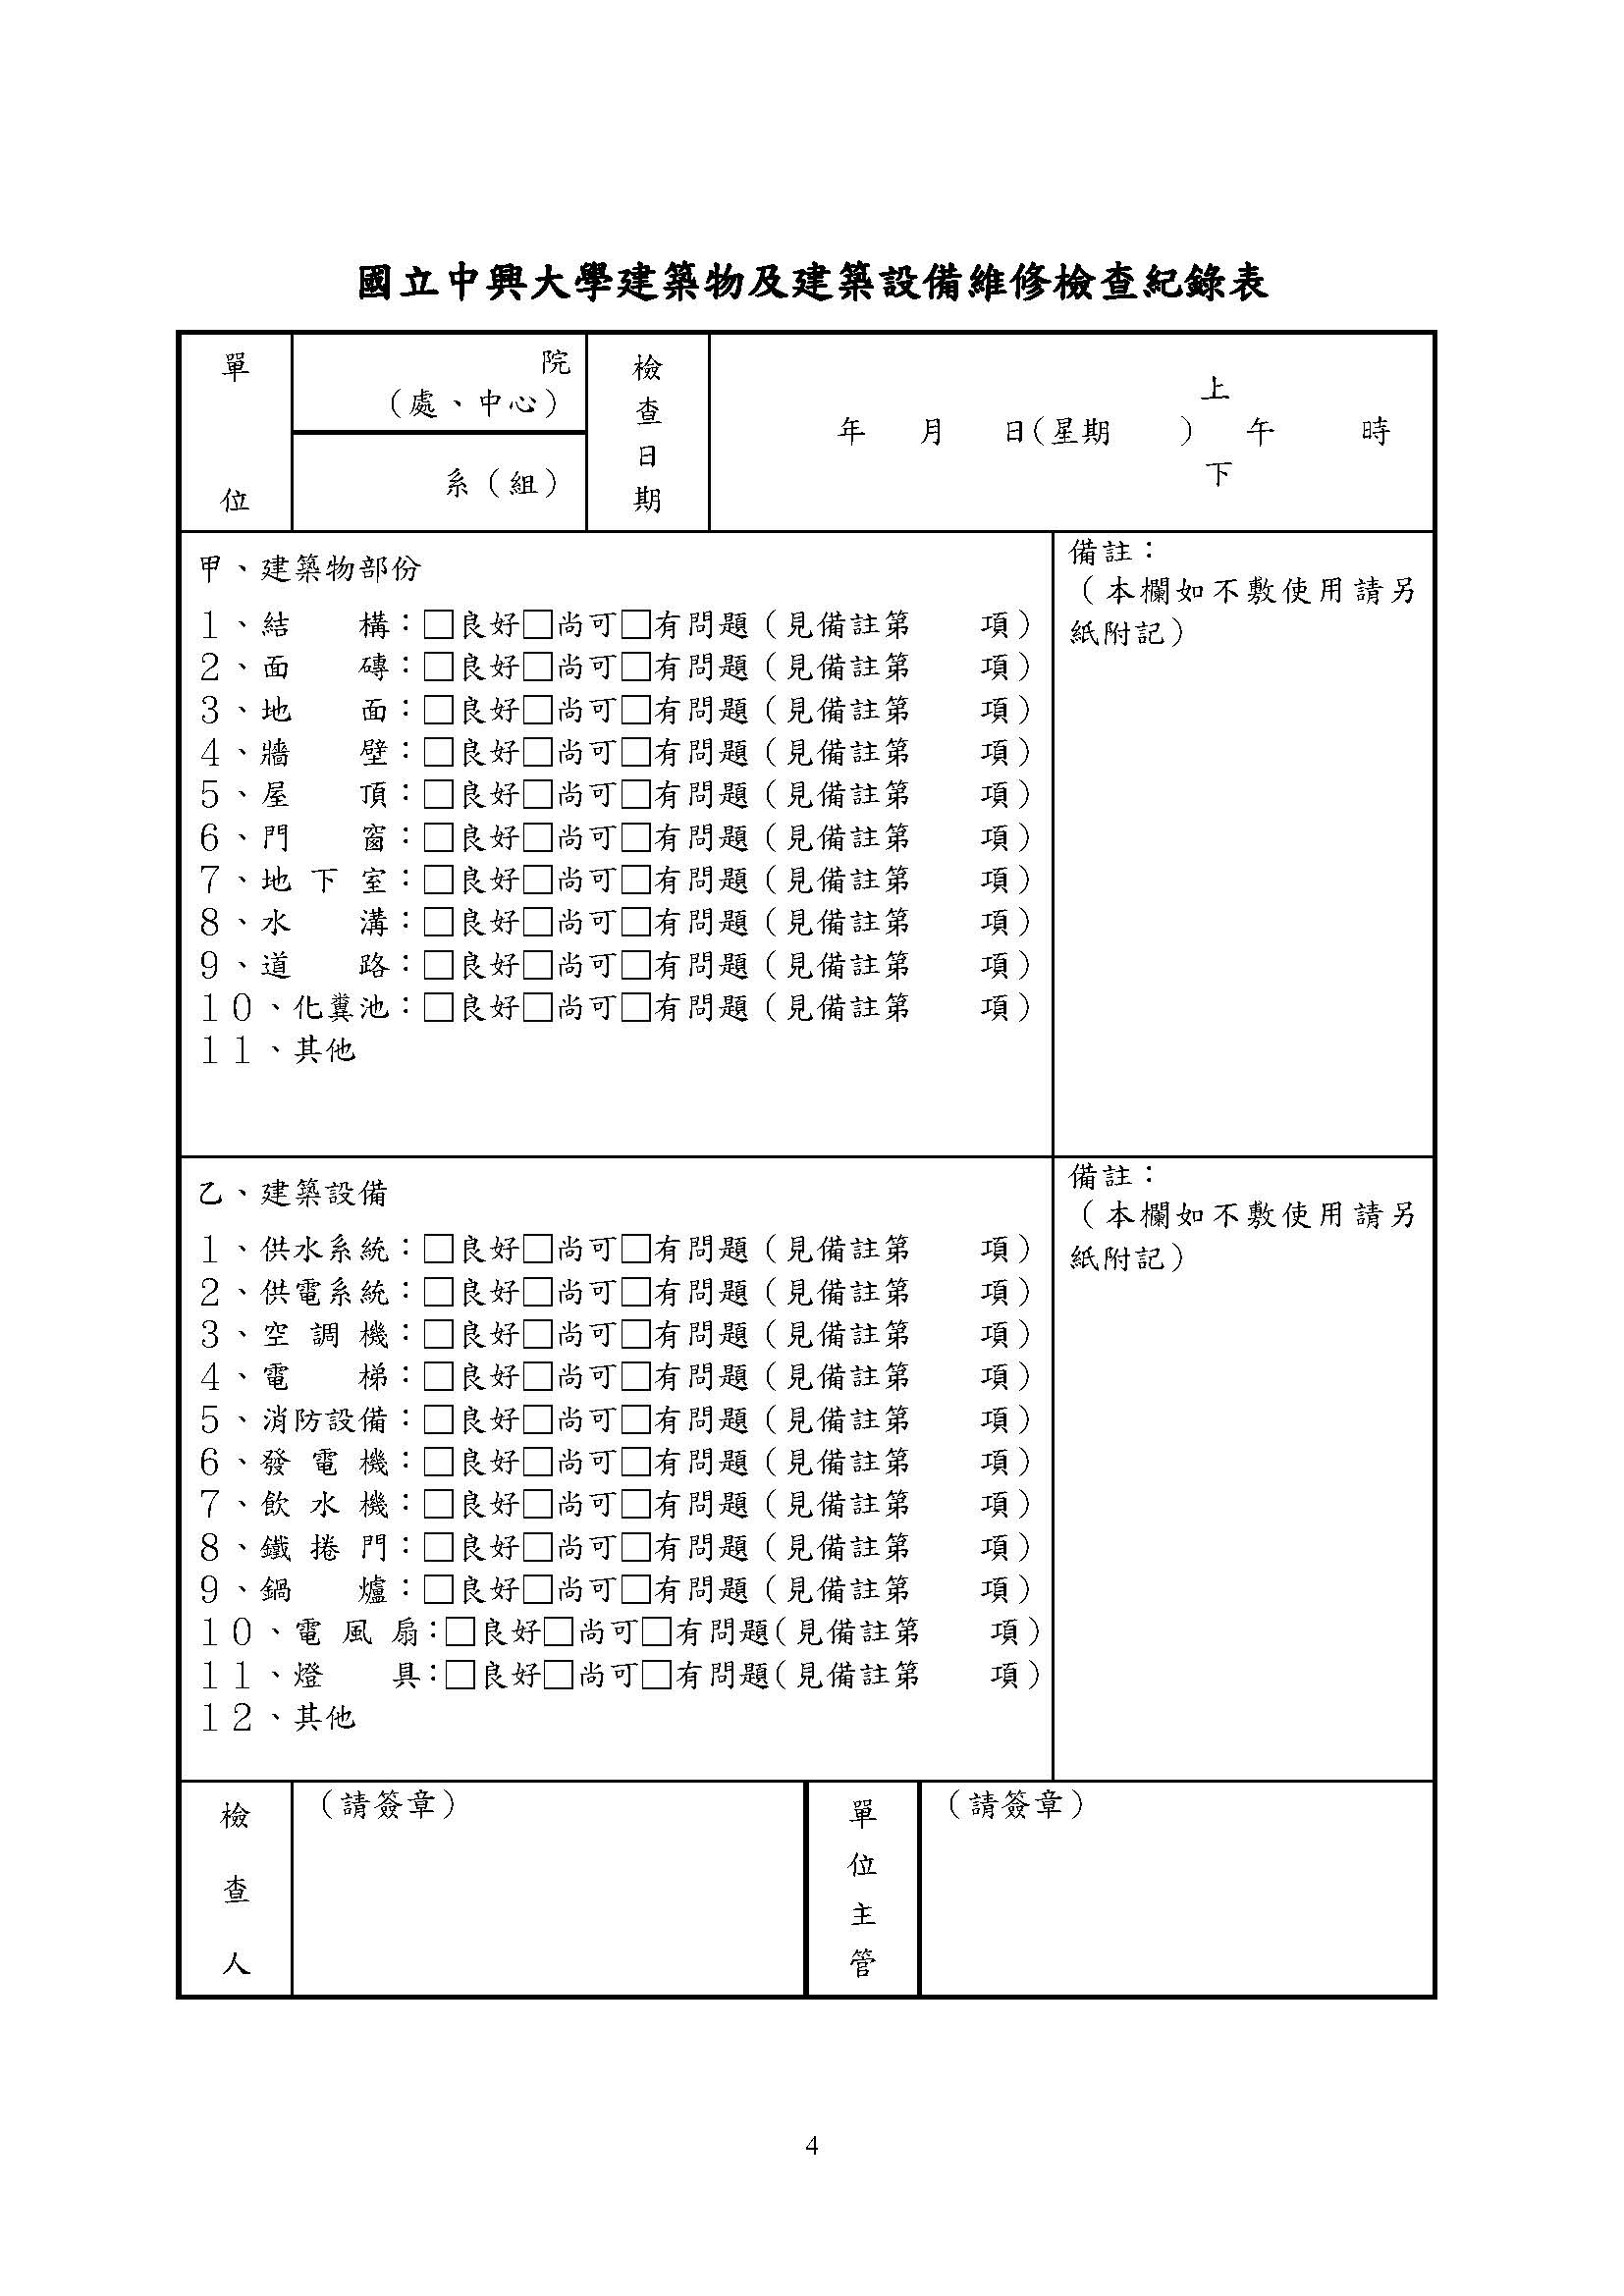 國立中興大學建築物及建築設備維修檢查紀錄表
單位
院
（處、中心）
系（組）
檢查日期
上
年 月 日(星期 ) 午 時
下
甲、建築物部份
１、結 構：□良好□尚可□有問題（見備註第 項）
２、面 磚：□良好□尚可□有問題（見備註第 項）
３、地 面：□良好□尚可□有問題（見備註第 項）
４、牆 壁：□良好□尚可□有問題（見備註第 項）
５、屋 頂：□良好□尚可□有問題（見備註第 項）
６、門 窗：□良好□尚可□有問題（見備註第 項）
７、地 下 室：□良好□尚可□有問題（見備註第 項）
８、水 溝：□良好□尚可□有問題（見備註第 項）
９、道 路：□良好□尚可□有問題（見備註第 項）
１０、化糞池：□良好□尚可□有問題（見備註第 項）
１１、其他
備註：
（本欄如不敷使用請另
紙附記）
乙、建築設備
１、供水系統：□良好□尚可□有問題（見備註第 項）
２、供電系統：□良好□尚可□有問題（見備註第 項）
３、空 調 機：□良好□尚可□有問題（見備註第 項）
４、電 梯：□良好□尚可□有問題（見備註第 項）
５、消防設備：□良好□尚可□有問題（見備註第 項）
６、發 電 機：□良好□尚可□有問題（見備註第 項）
７、飲 水 機：□良好□尚可□有問題（見備註第 項）
８、鐵 捲 門：□良好□尚可□有問題（見備註第 項）
９、鍋 爐：□良好□尚可□有問題（見備註第 項）
１０、電 風 扇：□良好□尚可□有問題(見備註第 項）
１１、燈 具：□良好□尚可□有問題(見備註第 項）
１２、其他
備註：
（本欄如不敷使用請另
紙附記）
檢查人
（請簽章）
單位主管
（請簽章）
4